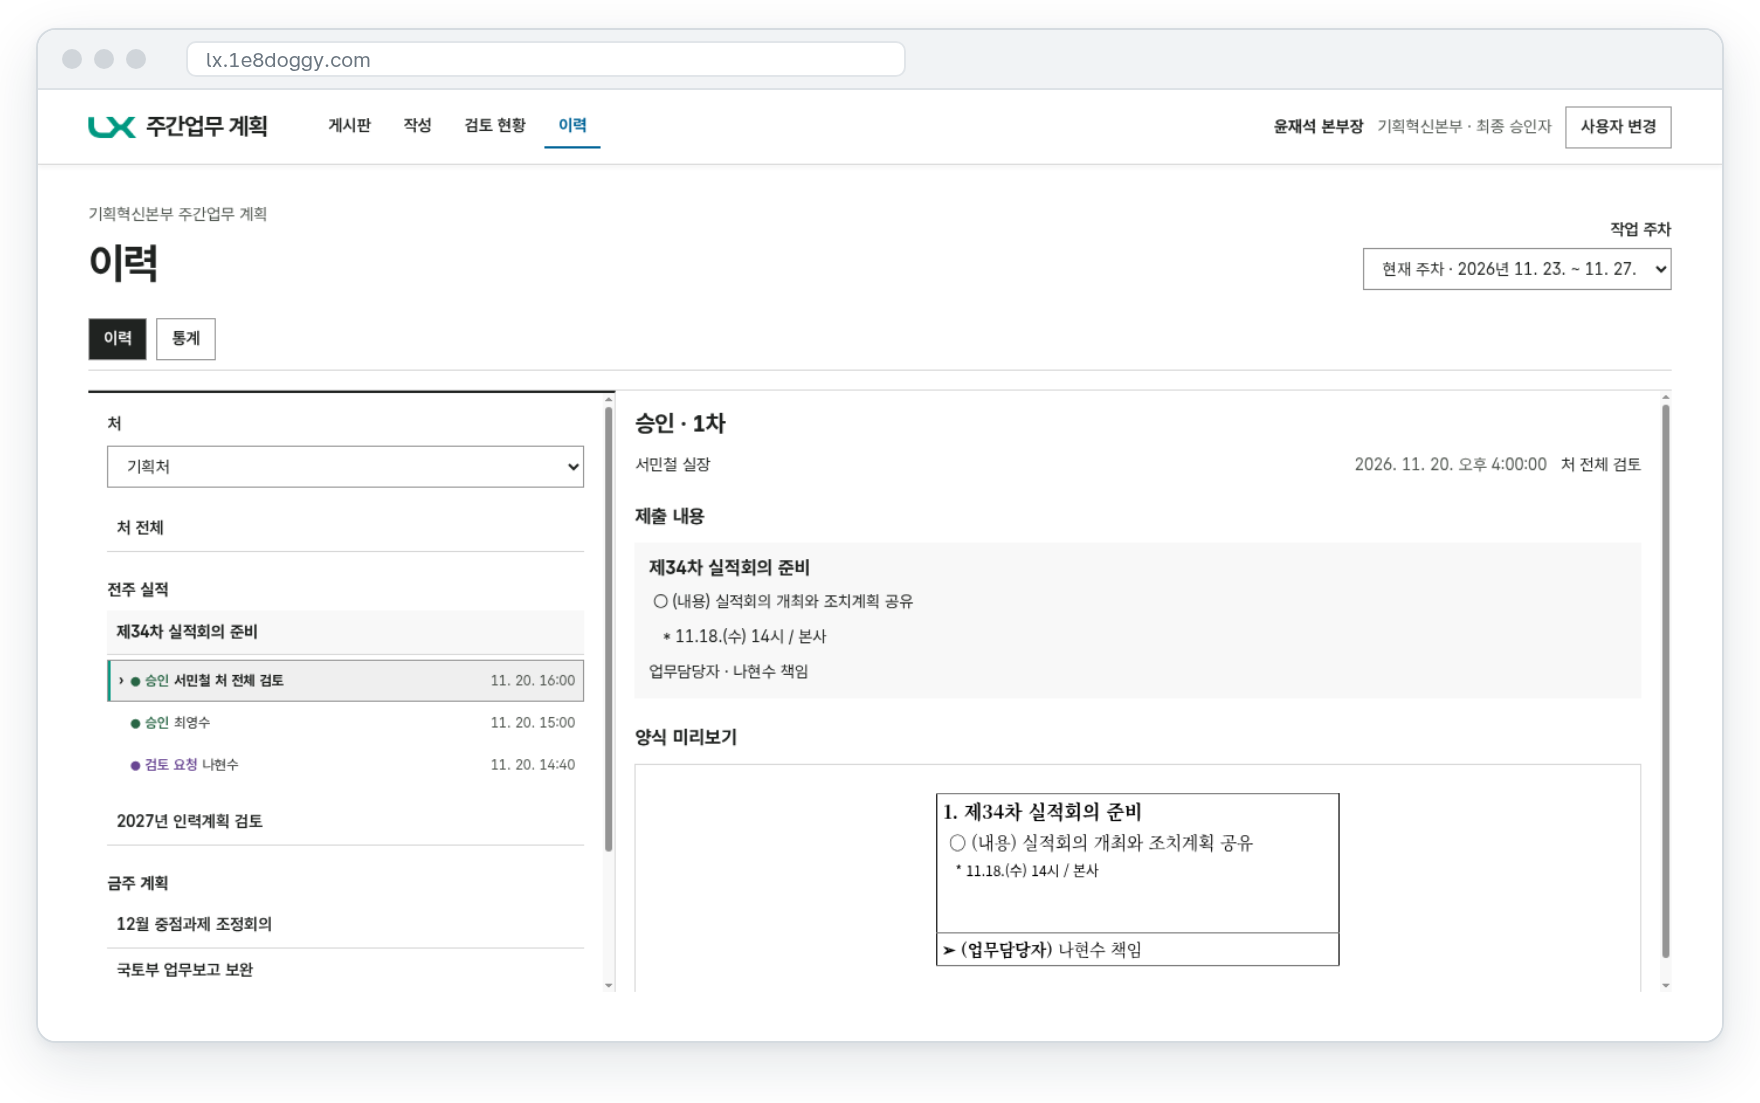 lx.1e8doggy.com
LX 주간업무 계획
게시판 작성 검토 현황 이력
윤재석 본부장 기획혁신본부 · 최종 승인자 사용자 변경
기획혁신본부 주간업무 계획
이력
작업 주차
현재 주차 · 2026년 11. 23. ~ 11. 27.
이력 통계
처
기획처
처 전체
전주 실적
제34차 실적회의 준비
› ● 승인 서민철 처 전체 검토 11. 20. 16:00
● 승인 최영수 11. 20. 15:00
● 검토 요청 나현수 11. 20. 14:40
2027년 인력계획 검토
금주 계획
12월 중점과제 조정회의
국토부 업무보고 보완
승인 · 1차
서민철 실장 2026. 11. 20. 오후 4:00:00 처 전체 검토
제출 내용
제34차 실적회의 준비
○ (내용) 실적회의 개최와 조치계획 공유
* 11.18.(수) 14시 / 본사
업무담당자 · 나현수 책임
양식 미리보기
1. 제34차 실적회의 준비
○ (내용) 실적회의 개최와 조치계획 공유
* 11.18.(수) 14시 / 본사
➤ (업무담당자) 나현수 책임